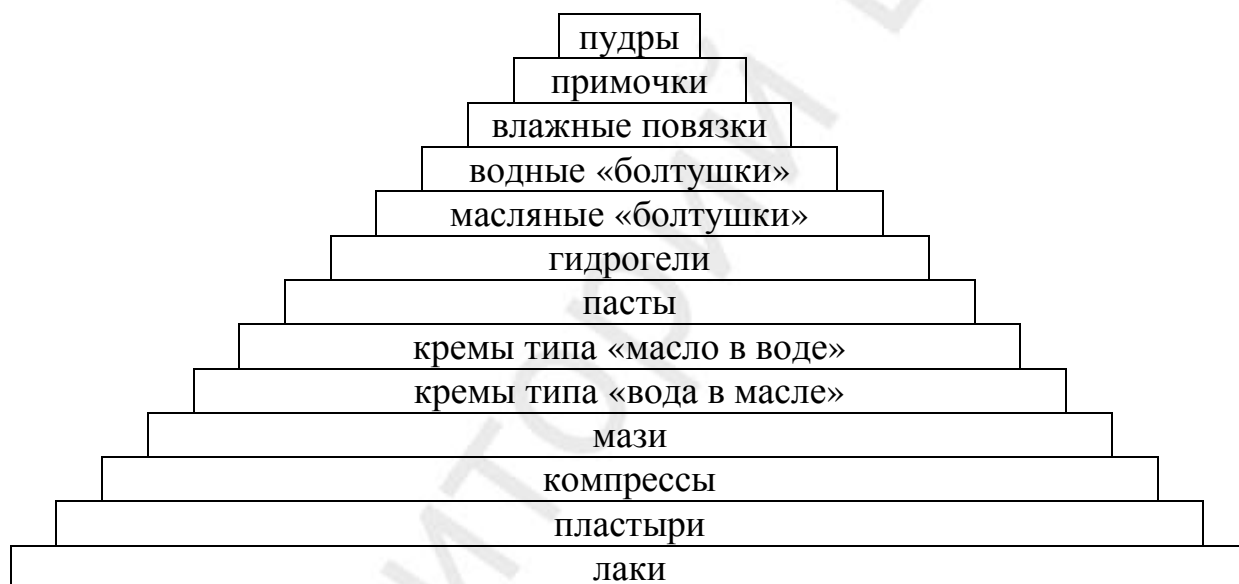 пудры
примочки
влажные повязки
водные «болтушки»
масляные «болтушки»
гидрогели
пасты
кремы типа «масло в воде»
кремы типа «вода в масле»
мази
компрессы
пластыри
лаки